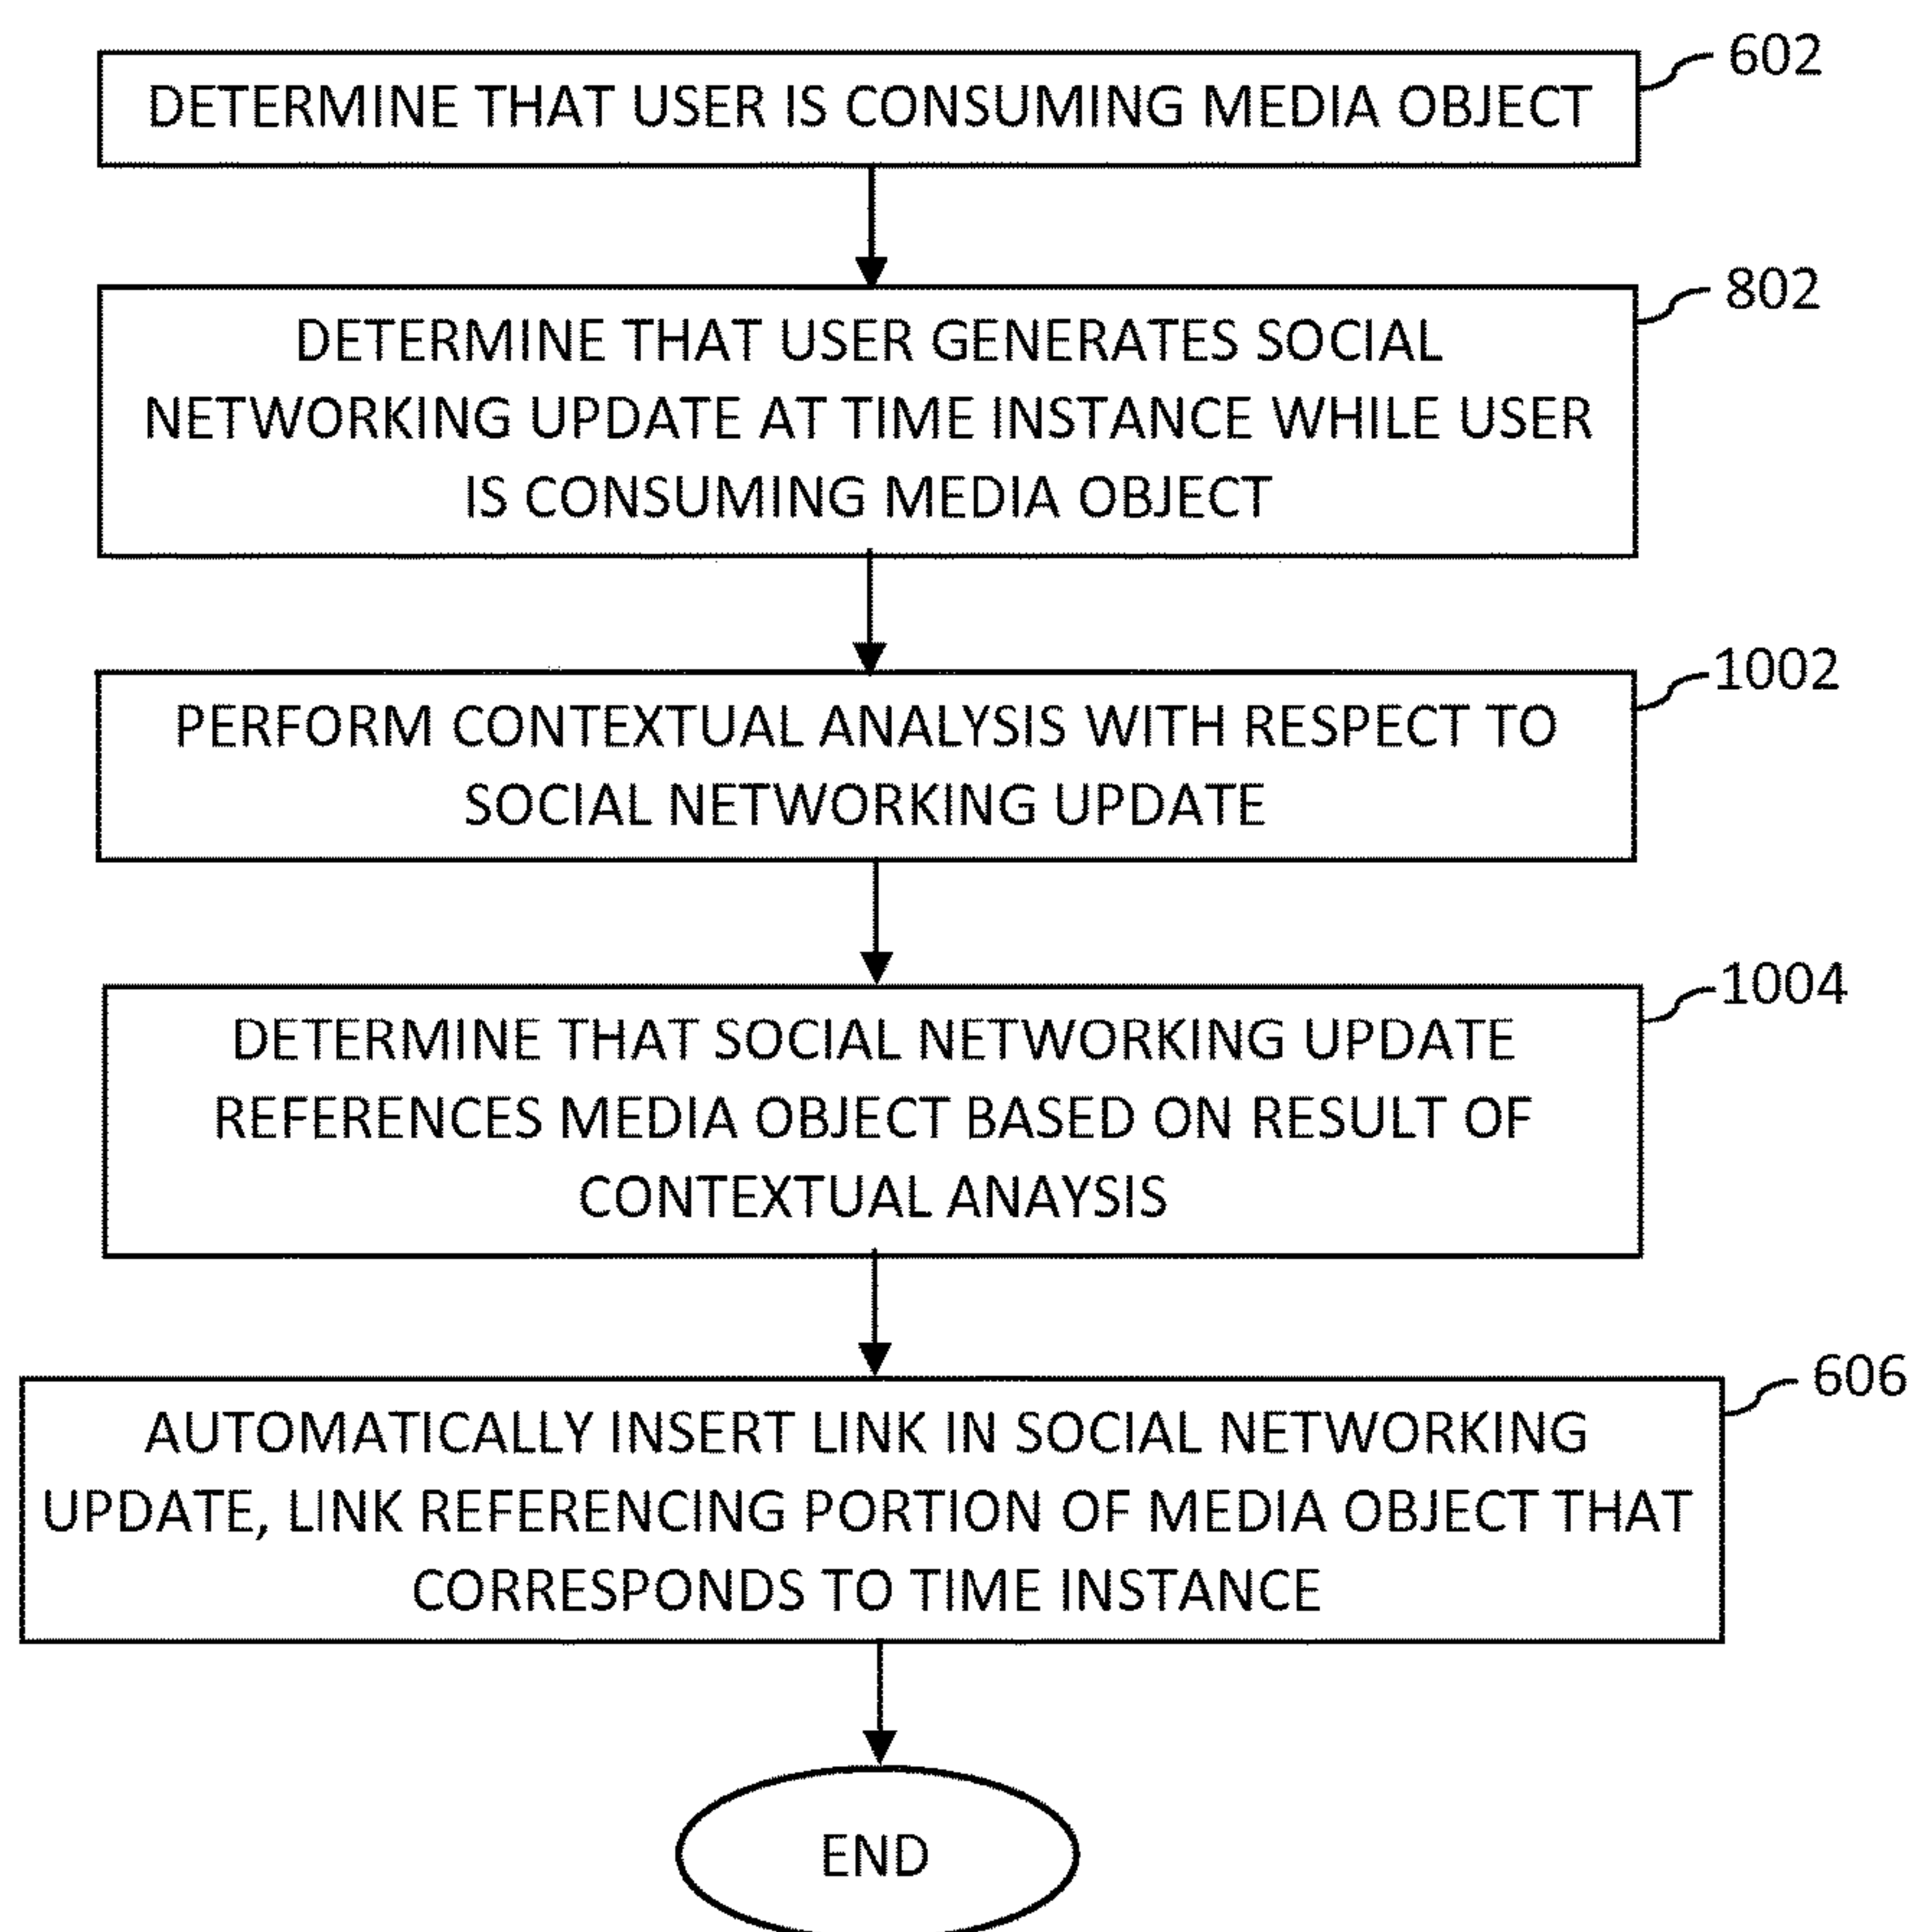 602
DETERMINE THAT USER IS CONSUMING MEDIA OBJECT
802
DETERMINE THAT USER GENERATES SOCIAL
NETWORKING UPDATE AT TIME INSTANCE WHILE USER
IS CONSUMING MEDIA OBJECT
1002
PERFORM CONTEXTUAL ANALYSIS WITH RESPECT TO
SOCIAL NETWORKING UPDATE
1004
DETERMINE THAT SOCIAL NETWORKING UPDATE
REFERENCES MEDIA OBJECT BASED ON RESULT OF
CONTEXTUAL ANAYSIS
606
AUTOMATICALLY INSERT LINK IN SOCIAL NETWORKING
UPDATE, LINK REFERENCING PORTION OF MEDIA OBJECT THAT
CORRESPONDS TO TIME INSTANCE
END